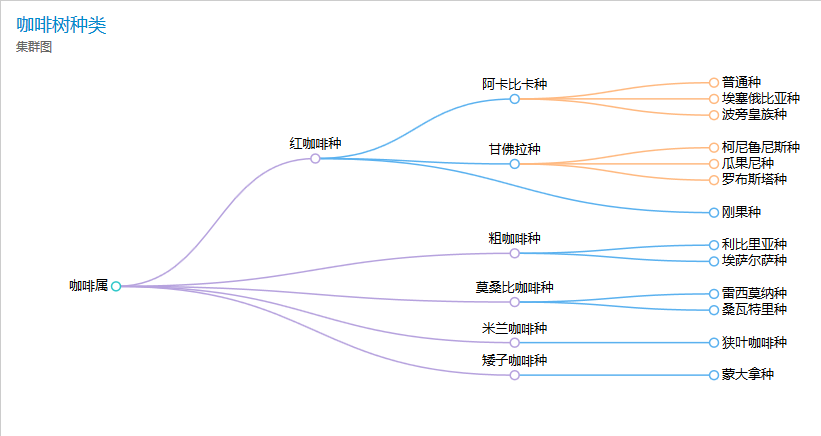 咖啡树种类
集群图
阿卡比卡种
普通种
埃塞俄比亚种
波旁皇族种
红咖啡种
甘佛拉种
柯尼鲁尼斯种
瓜果尼种
罗布斯塔种
刚果种
粗咖啡种
利比里亚种
埃萨尔萨种
咖啡属
莫桑比咖啡种
雷西莫纳种
桑瓦特里种
米兰咖啡种
狭叶咖啡种
矮子咖啡种
蒙大拿种